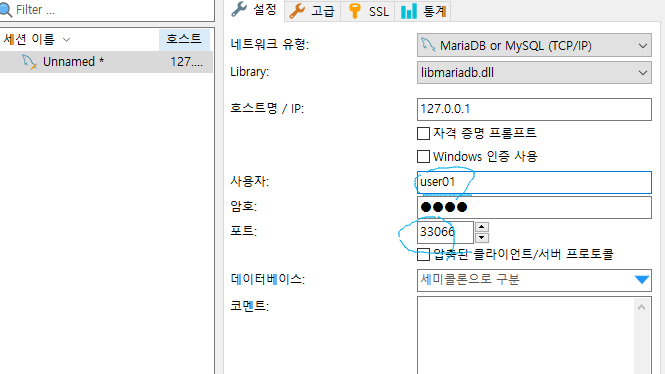 Filter ...
세션 이름 호스트
Unnamed * 127....
설정 고급 SSL 통계
네트워크 유형: MariaDB or MySQL (TCP/IP)
Library: libmariadb.dll
호스트명 / IP: 127.0.0.1
자격 증명 프롬프트
Windows 인증 사용
사용자: user01
암호: ●●●●
포트: 33066
압축된 클라이언트/서버 프로토콜
데이터베이스: 세미콜론으로 구분
코멘트: